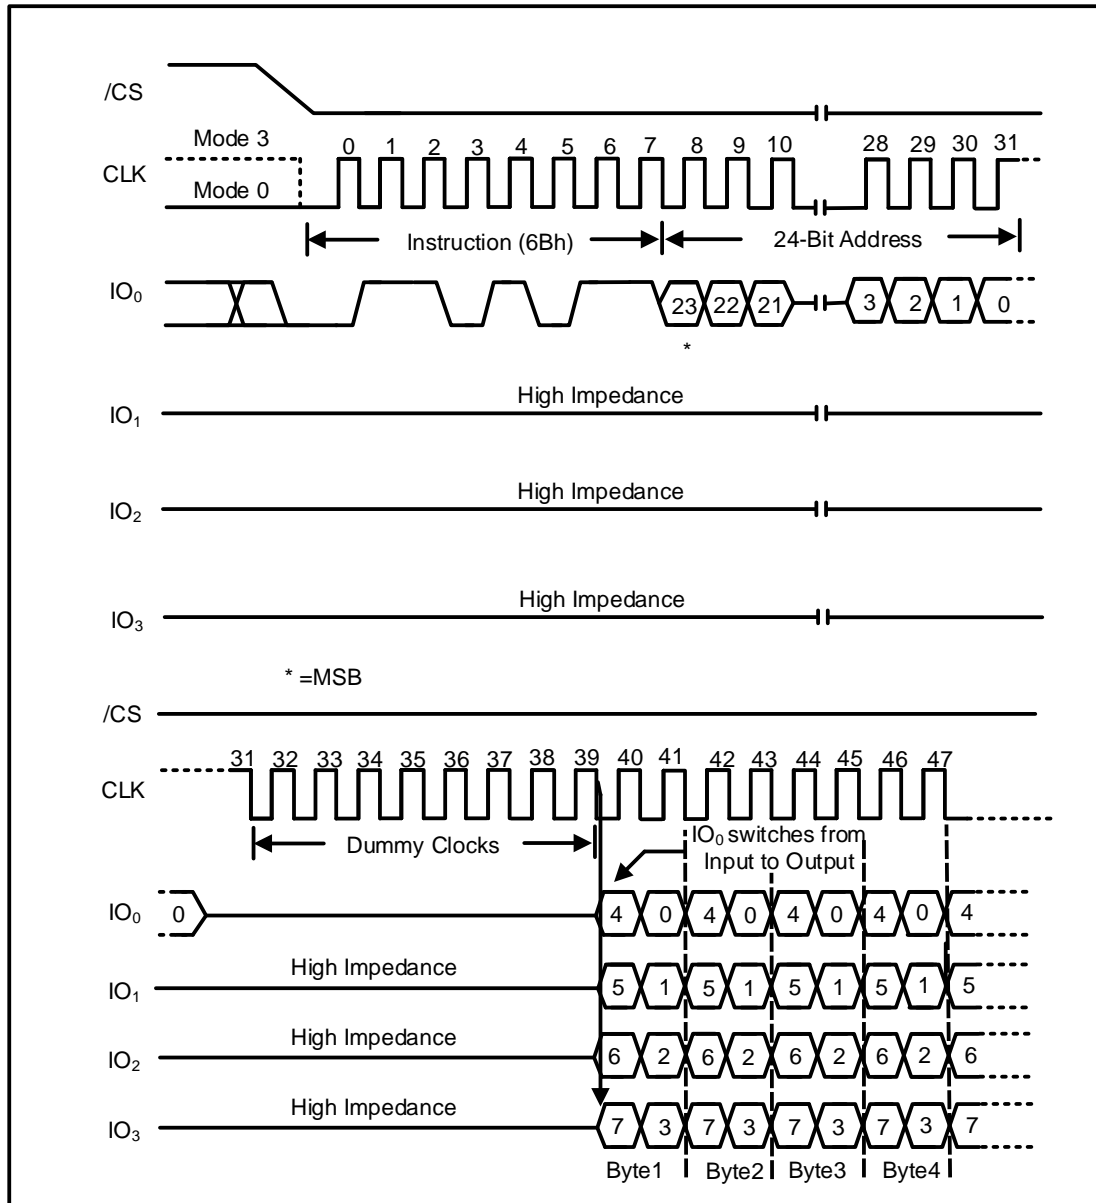 /CS
Mode 3
CLK
Mode 0
0 1 2 3 4 5 6 7 8 9 10 28 29 30 31
Instruction (6Bh) 24-Bit Address
IO0 23 22 21 3 2 1 0
*
High Impedance
IO1
High Impedance
IO2
High Impedance
IO3
* =MSB
/CS
31 32 33 34 35 36 37 38 39 40 41 42 43 44 45 46 47
CLK
Dummy Clocks
IO0 switches from
Input to Output
IO0 0 4 0 4 0 4 0 4 0 4
High Impedance
IO1 5 1 5 1 5 1 5 1 5
High Impedance
IO2 6 2 6 2 6 2 6 2 6
High Impedance
IO3 7 3 7 3 7 3 7 3 7
Byte1 Byte2 Byte3 Byte4